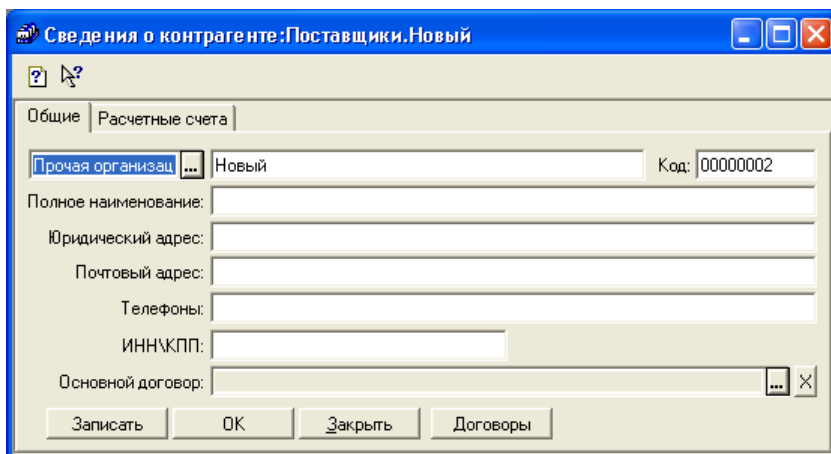 Сведения о контрагенте:Поставщики.Новый
Общие Расчетные счета
Прочая организац ... Новый Код: 00000002
Полное наименование:
Юридический адрес:
Почтовый адрес:
Телефоны:
ИНН\КПП:
Основной договор: ... X
Записать OK Закрыть Договоры